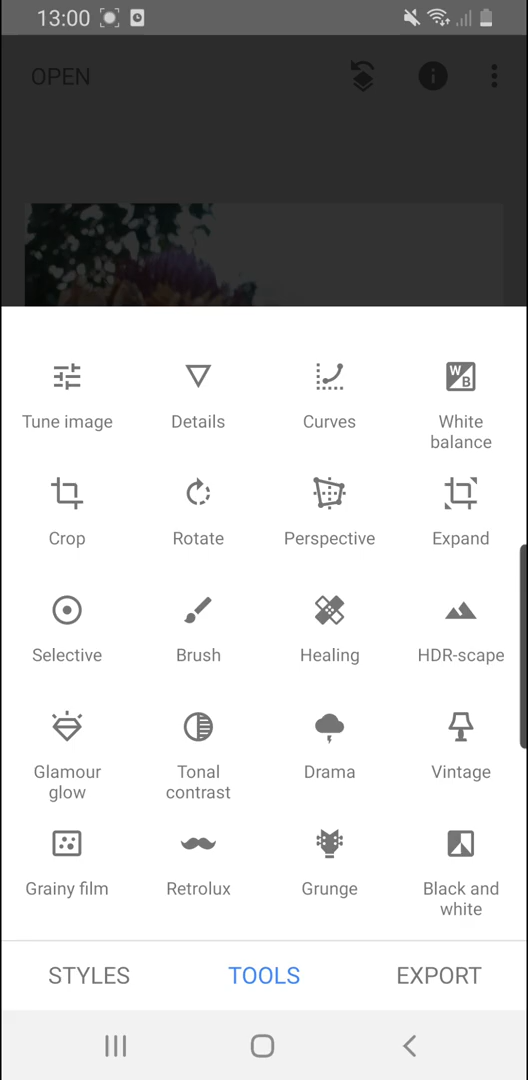 13:00
OPEN
Tune image
Details
Curves
White
balance
Crop
Rotate
Perspective
Expand
Selective
Brush
Healing
HDR-scape
Glamour
glow
Tonal
contrast
Drama
Vintage
Grainy film
Retrolux
Grunge
Black and
white
STYLES
TOOLS
EXPORT